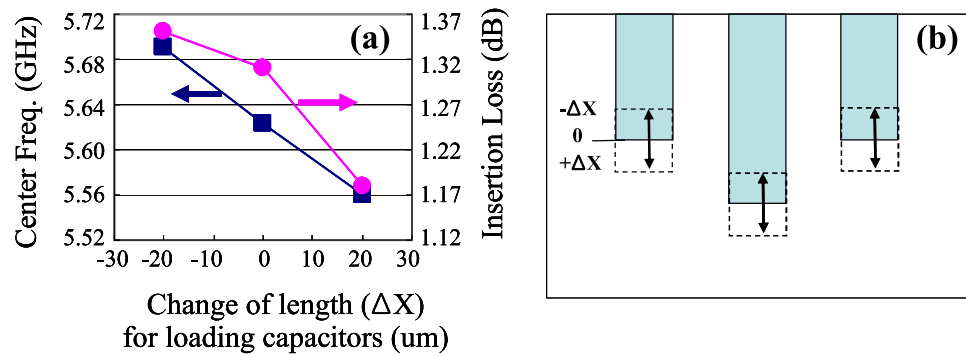 5.72
5.68
5.64
5.60
5.56
5.52
Center Freq. (GHz)
(a)
1.37
1.32
1.27
1.22
1.17
1.12
Insertion Loss (dB)
-30 -20 -10 0 10 20 30
Change of length (ΔX)
for loading capacitors (um)
(b)
-ΔX
0
+ΔX